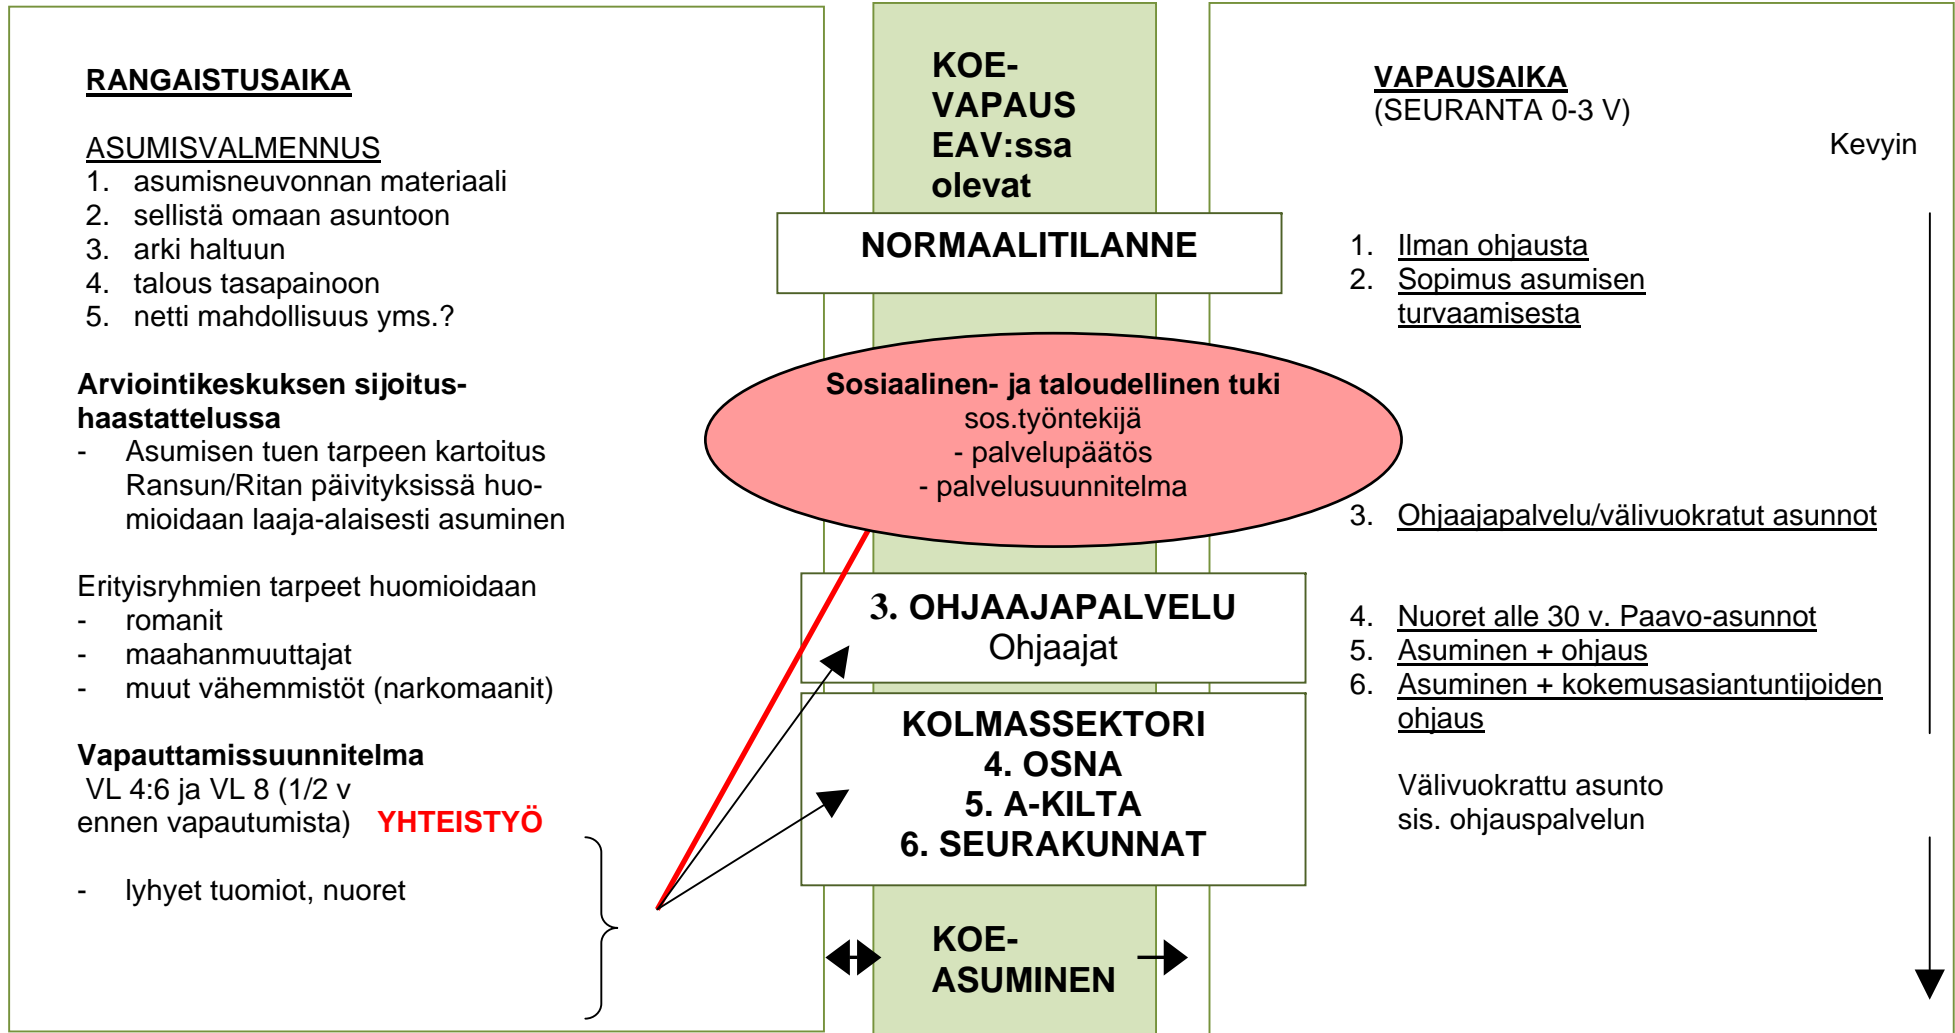 RANGAISTUSAIKA
ASUMISVALMENNUS
1. asumisneuvonnan materiaali
2. sellistä omaan asuntoon
3. arki haltuun
4. talous tasapainoon
5. netti mahdollisuus yms.?
Arviointikeskuksen sijoitus-
haastattelussa
- Asumisen tuen tarpeen kartoitus
Ransun/Ritan päivityksissä huo-
mioidaan laaja-alaisesti asuminen
Erityisryhmien tarpeet huomioidaan
- romanit
- maahanmuuttajat
- muut vähemmistöt (narkomaanit)
Vapauttamissuunnitelma
VL 4:6 ja VL 8 (1/2 v
ennen vapautumista) YHTEISTYÖ
- lyhyet tuomiot, nuoret
KOE-
VAPAUS
EAV:ssa
olevat
NORMAALITILANNE
Sosiaalinen- ja taloudellinen tuki
sos.työntekijä
- palvelupäätös
- palvelusuunnitelma
3. OHJAAJAPALVELU
Ohjaajat
KOLMASSEKTORI
4. OSNA
5. A-KILTA
6. SEURAKUNNAT
KOE-
ASUMINEN
VAPAUSAIKA
(SEURANTA 0-3 V)
Kevyin
1. Ilman ohjausta
2. Sopimus asumisen
turvaamisesta
3. Ohjaajapalvelu/välivuokratut asunnot
4. Nuoret alle 30 v. Paavo-asunnot
5. Asuminen + ohjaus
6. Asuminen + kokemusasiantuntijoiden
ohjaus
Välivuokrattu asunto
sis. ohjauspalvelun